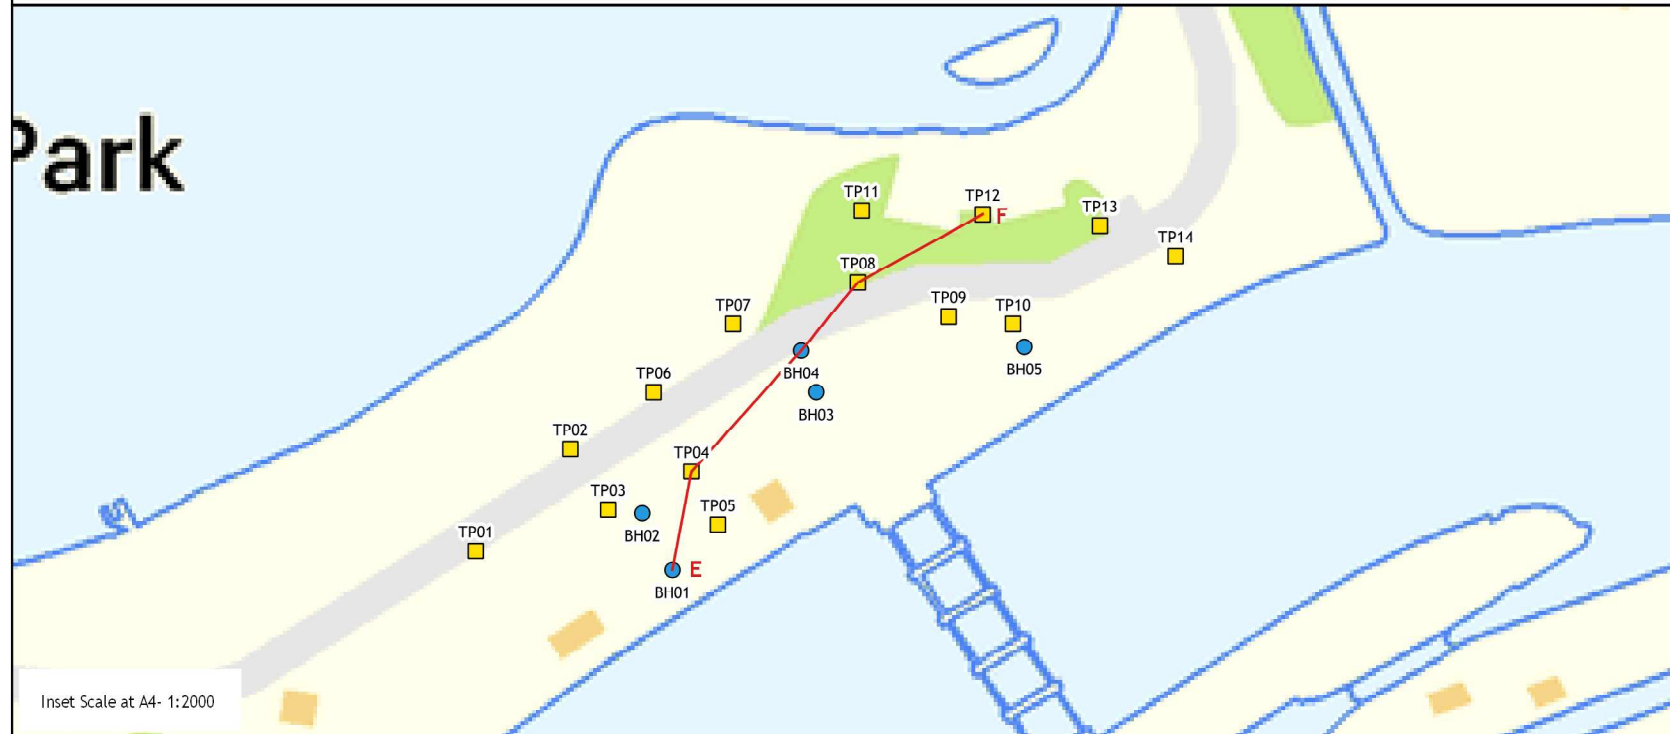 Park
TP11
TP12
F
TP13
TP14
TP08
TP07
TP09
TP10
BH04
BH05
TP06
BH03
TP02
TP04
TP03
TP05
TP01
BH02
E
BH01
Inset Scale at A4- 1:2000